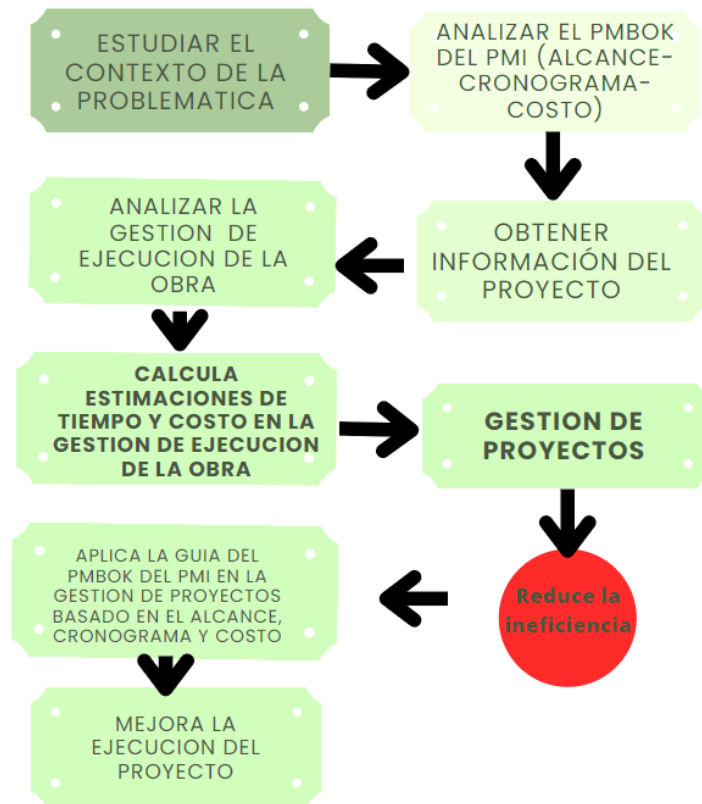 ESTUDIAR EL
CONTEXTO DE LA
PROBLEMATICA
ANALIZAR EL PMBOK
DEL PMI (ALCANCE-
CRONOGRAMA-
COSTO)
OBTENER
INFORMACIÓN DEL
PROYECTO
ANALIZAR LA
GESTION DE
EJECUCION DE LA
OBRA
CALCULA
ESTIMACIONES DE
TIEMPO Y COSTO EN LA
GESTION DE EJECUCION
DE LA OBRA
GESTION DE
PROYECTOS
Reduce la
ineficiencia
APLICA LA GUIA DEL
PMBOK DEL PMI EN LA
GESTION DE PROYECTOS
BASADO EN EL ALCANCE,
CRONOGRAMA Y COSTO
MEJORA LA
EJECUCION DEL
PROYECTO